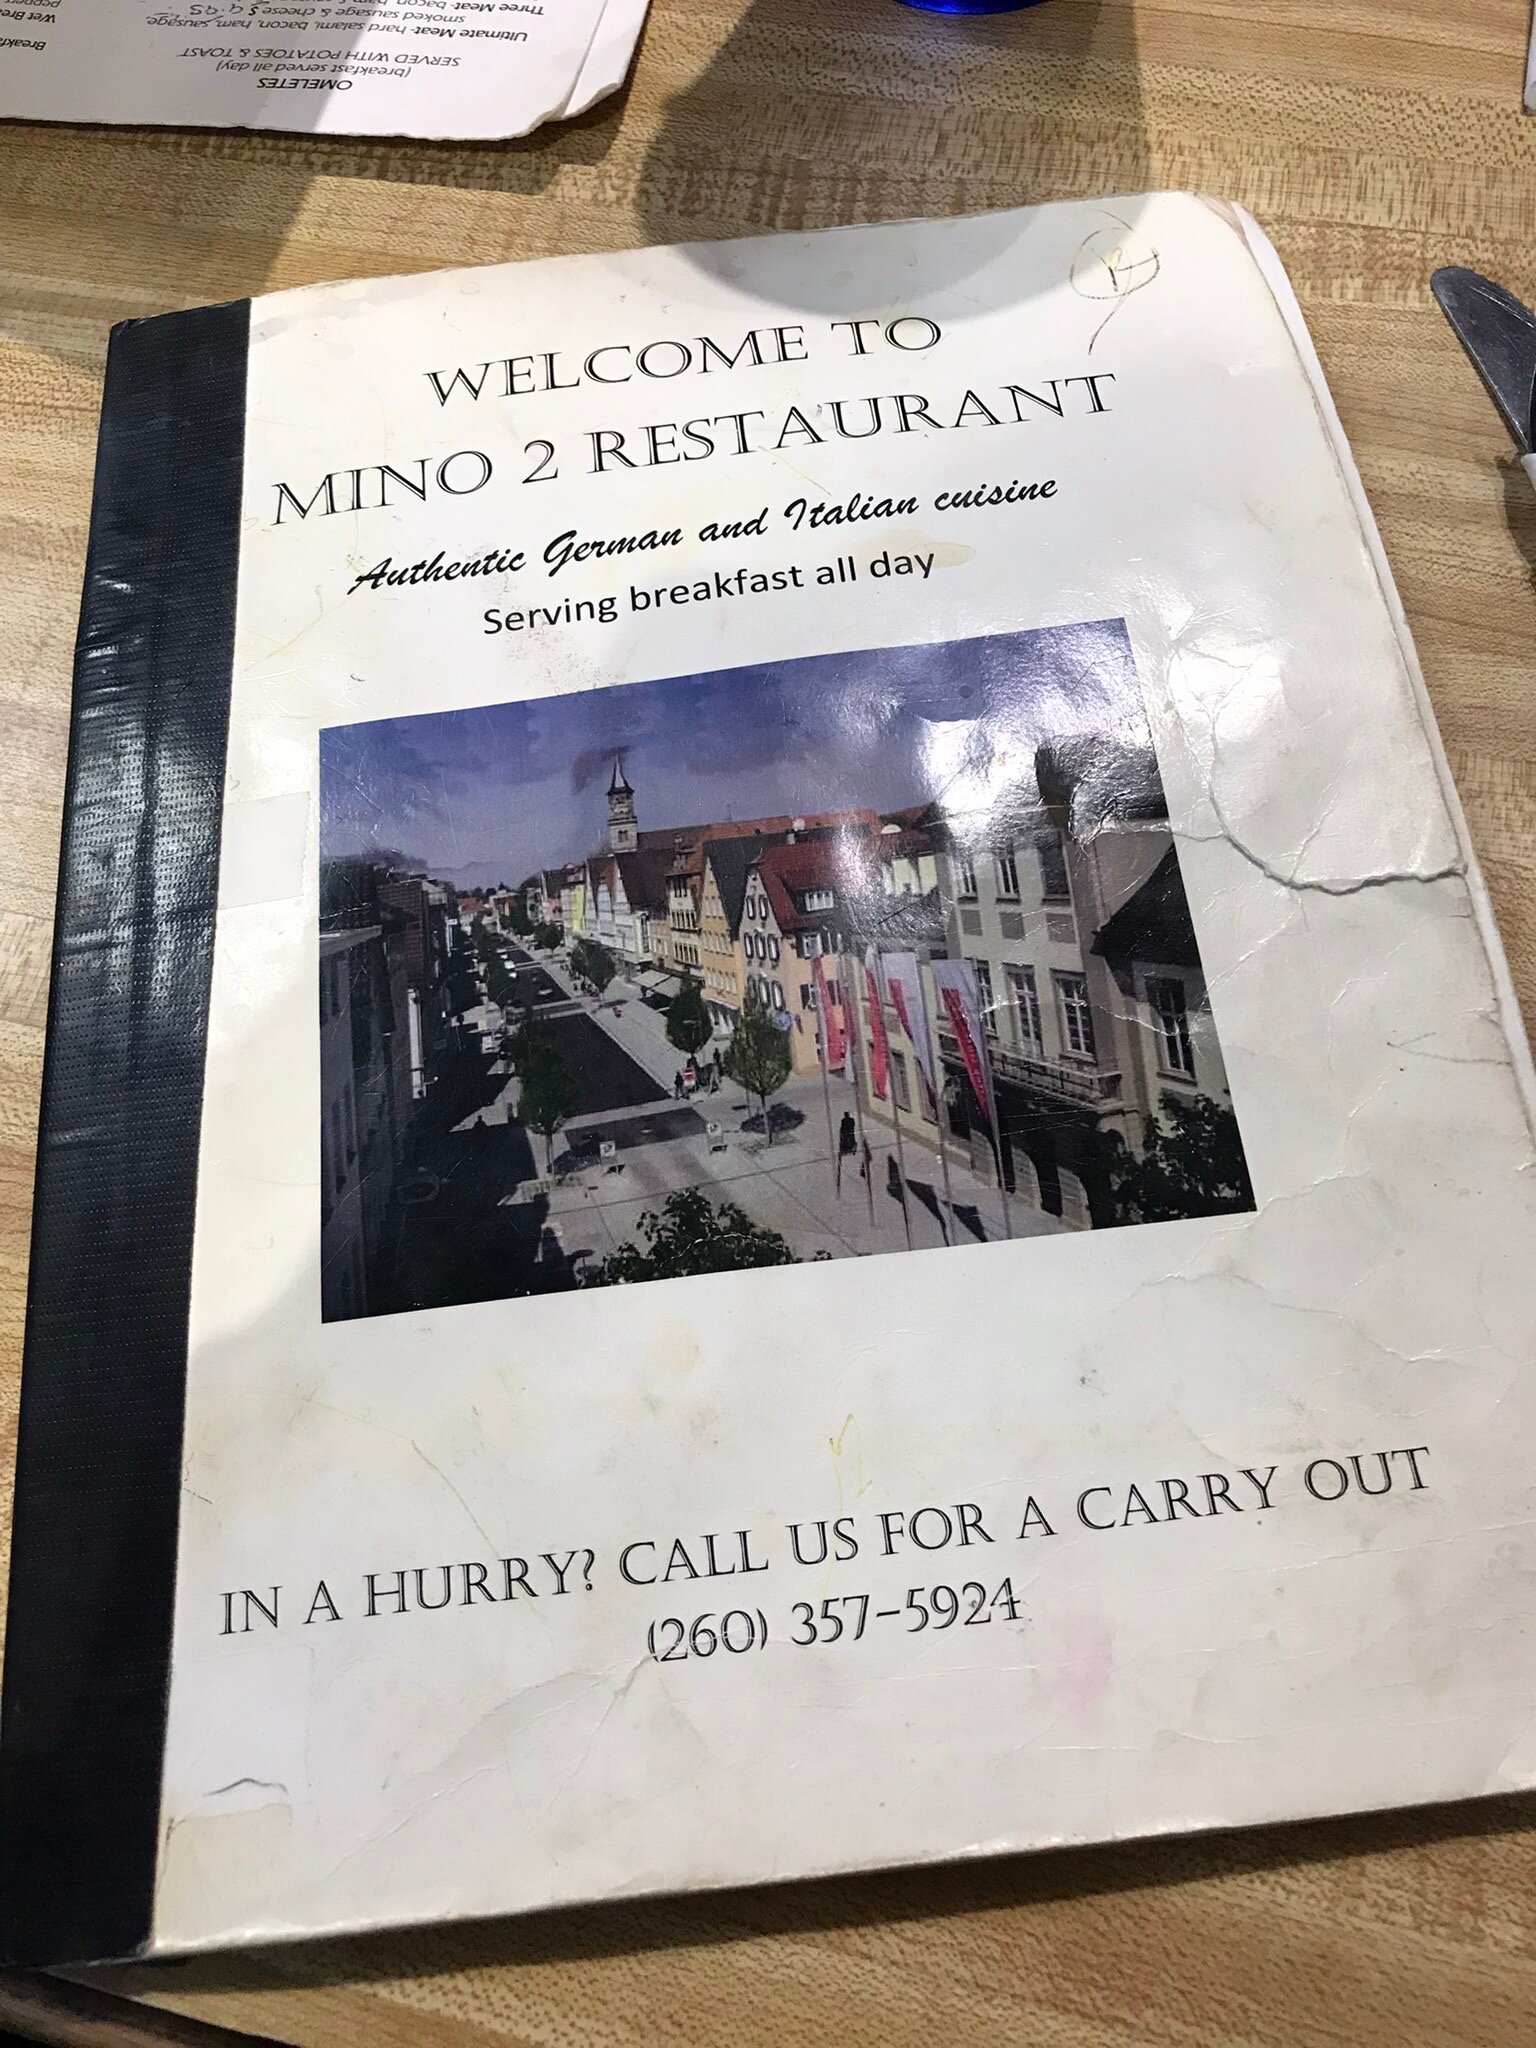 WELCOME TO
MINO 2 RESTAURANT
Authentic German and Italian cuisine
Serving breakfast all day
IN A HURRY? CALL US FOR A CARRY OUT
(260) 357-5924
OMELETES
(breakfast served all day)
SERVED WITH POTATOES & TOAST
Ultimate Meat- hard salami, bacon, ham, sausage,
smoked sausage & cheese
Three Meat- bacon, ham &